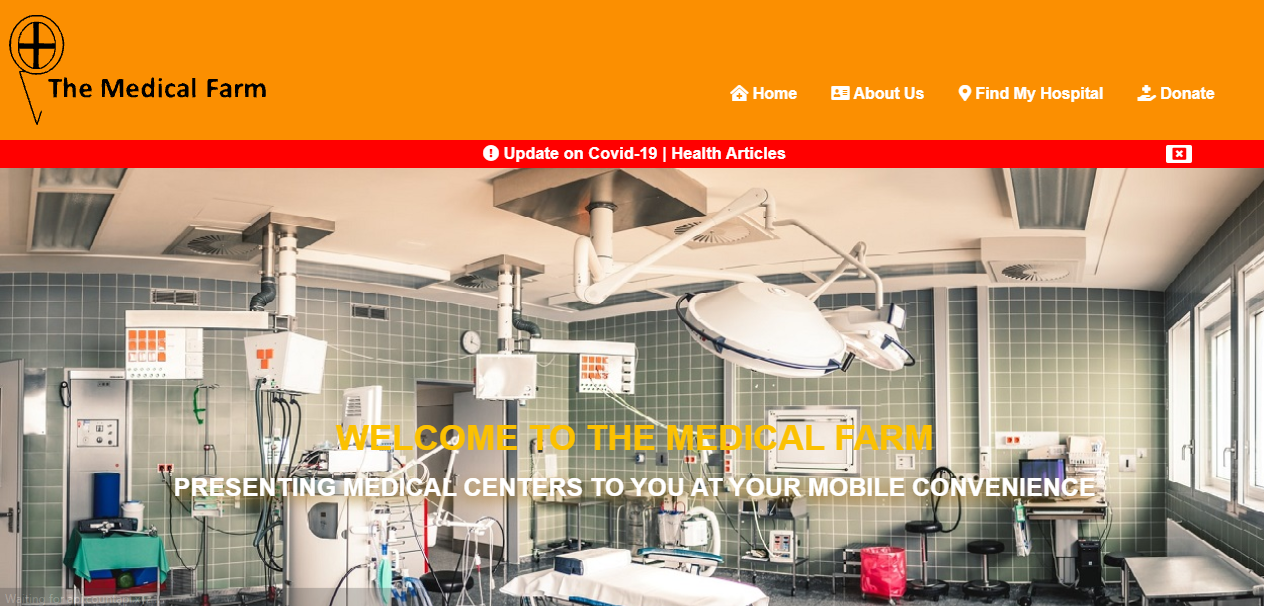 The Medical Farm
Home About Us Find My Hospital Donate
Update on Covid-19 | Health Articles
WELCOME TO THE MEDICAL FARM
PRESENTING MEDICAL CENTERS TO YOU AT YOUR MOBILE CONVENIENCE
Waiting for